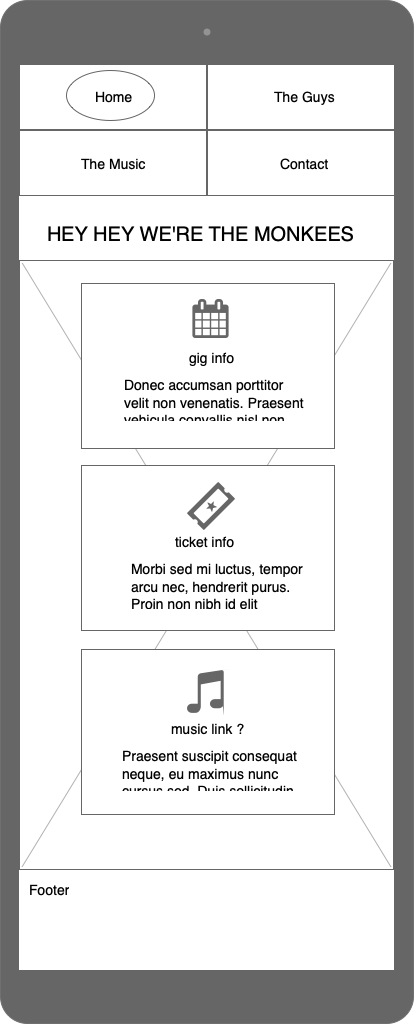 Home
The Guys
The Music
Contact
HEY HEY WE'RE THE MONKEES
gig info
Donec accumsan porttitor
velit non venenatis. Praesent
vehicula convallis nisl non
ticket info
Morbi sed mi luctus, tempor
arcu nec, hendrerit purus.
Proin non nibh id elit
music link ?
Praesent suscipit consequat
neque, eu maximus nunc
cursus sed. Duis sollicitudin
Footer